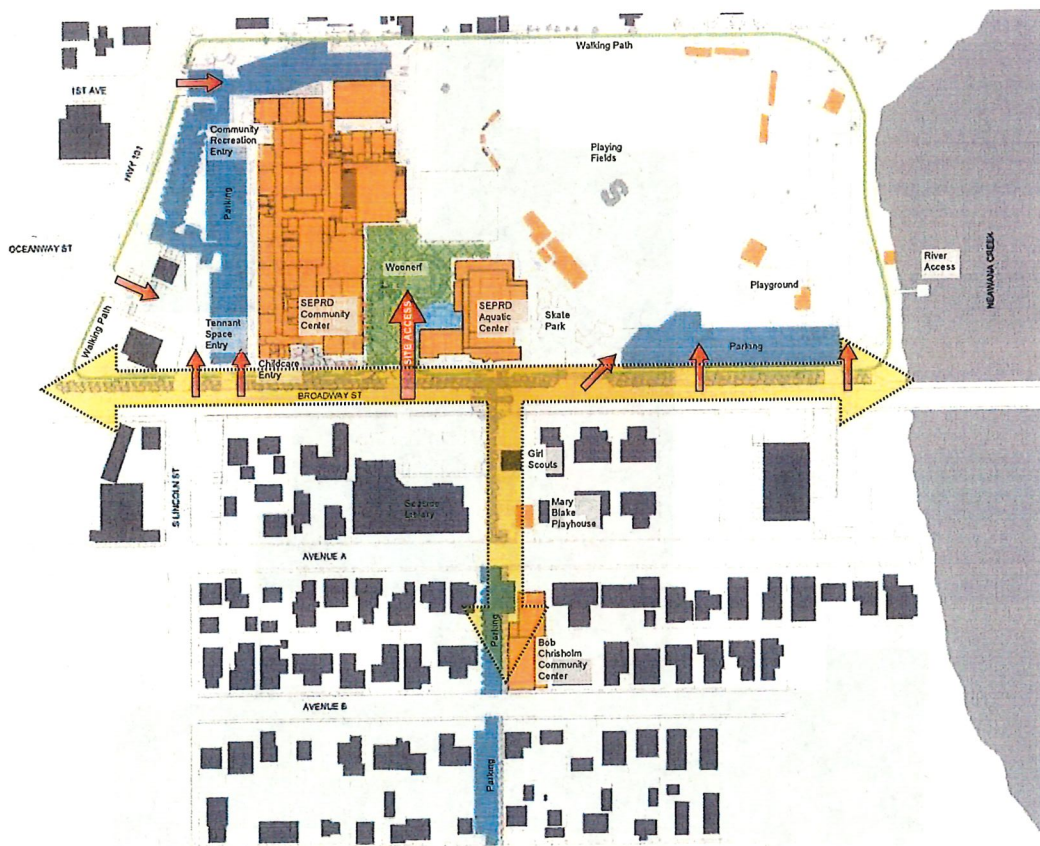 Walking Path
1ST AVE
Community
Recreation
Entry
HWY 101
Playing
Fields
Parking
OCEANWAY ST
Woonerf
River
Access
NEAWANA CREEK
Playground
SEPRD
Community
Center
SITE ACCESS
SEPRD
Aquatic
Center
Skate
Park
Walking Path
Tennant
Space
Entry
Parking
Childcare
Entry
BROADWAY ST
S LINCOLN ST
Girl
Scouts
Seaside
Library
Mary
Blake
Playhouse
AVENUE A
Parking
Bob
Chrisholm
Community
Center
AVENUE B
Parking